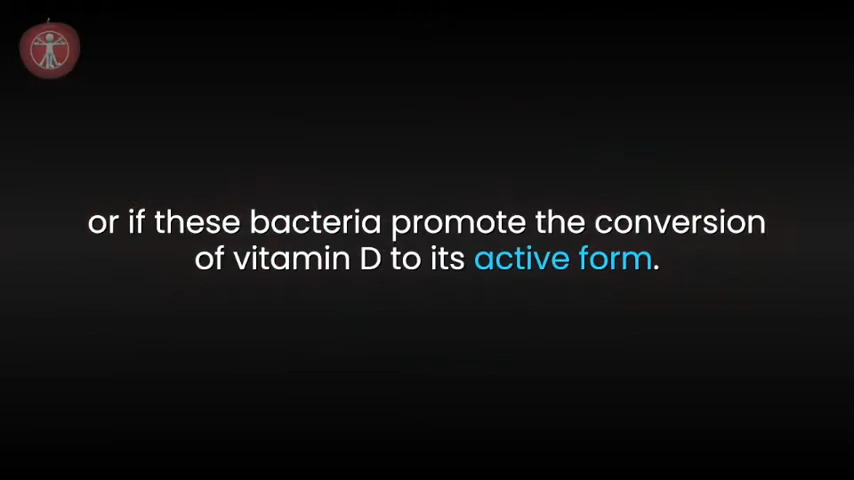 or if these bacteria promote the conversion
of vitamin D to its active form.